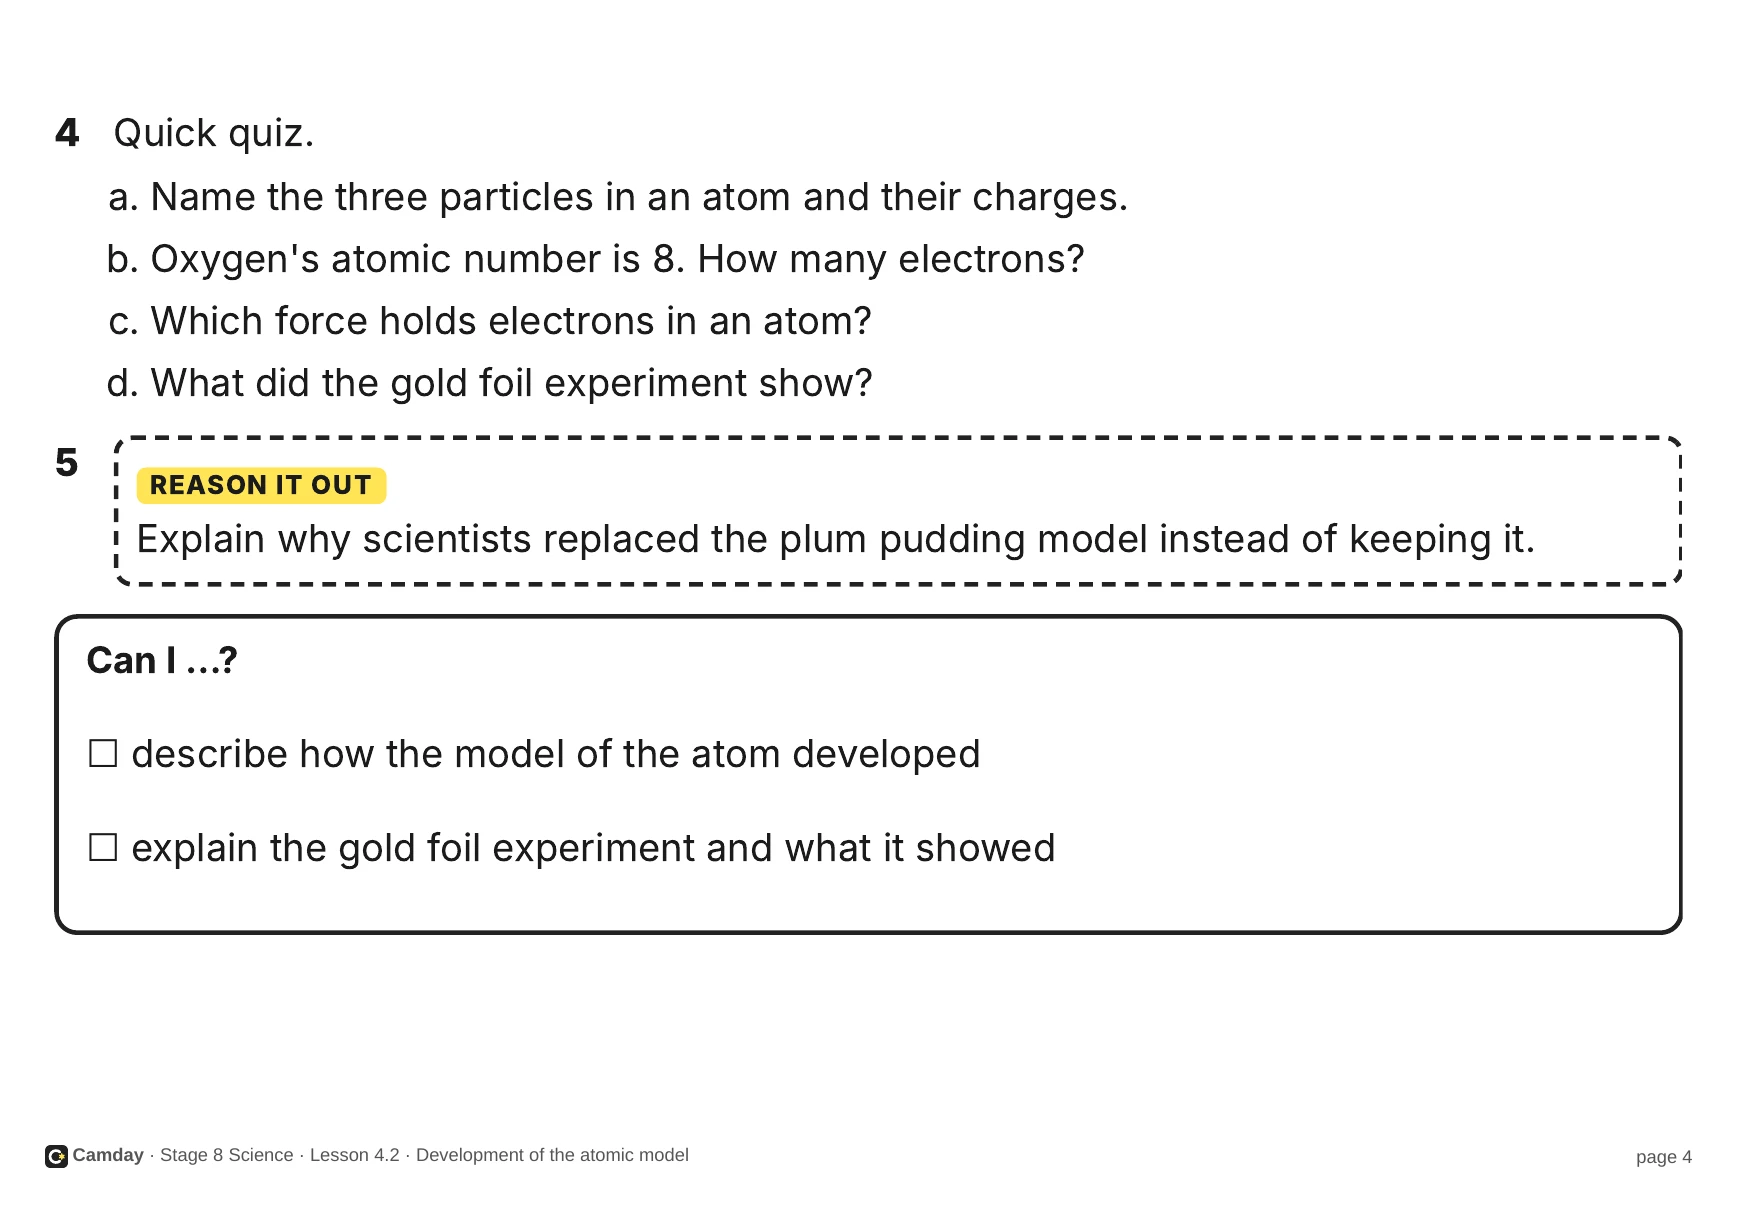 4 Quick quiz.
a. Name the three particles in an atom and their charges.
b. Oxygen's atomic number is 8. How many electrons?
c. Which force holds electrons in an atom?
d. What did the gold foil experiment show?
5
REASON IT OUT
Explain why scientists replaced the plum pudding model instead of keeping it.
Can I ...?
☐ describe how the model of the atom developed
☐ explain the gold foil experiment and what it showed
Camday · Stage 8 Science · Lesson 4.2 · Development of the atomic model
page 4